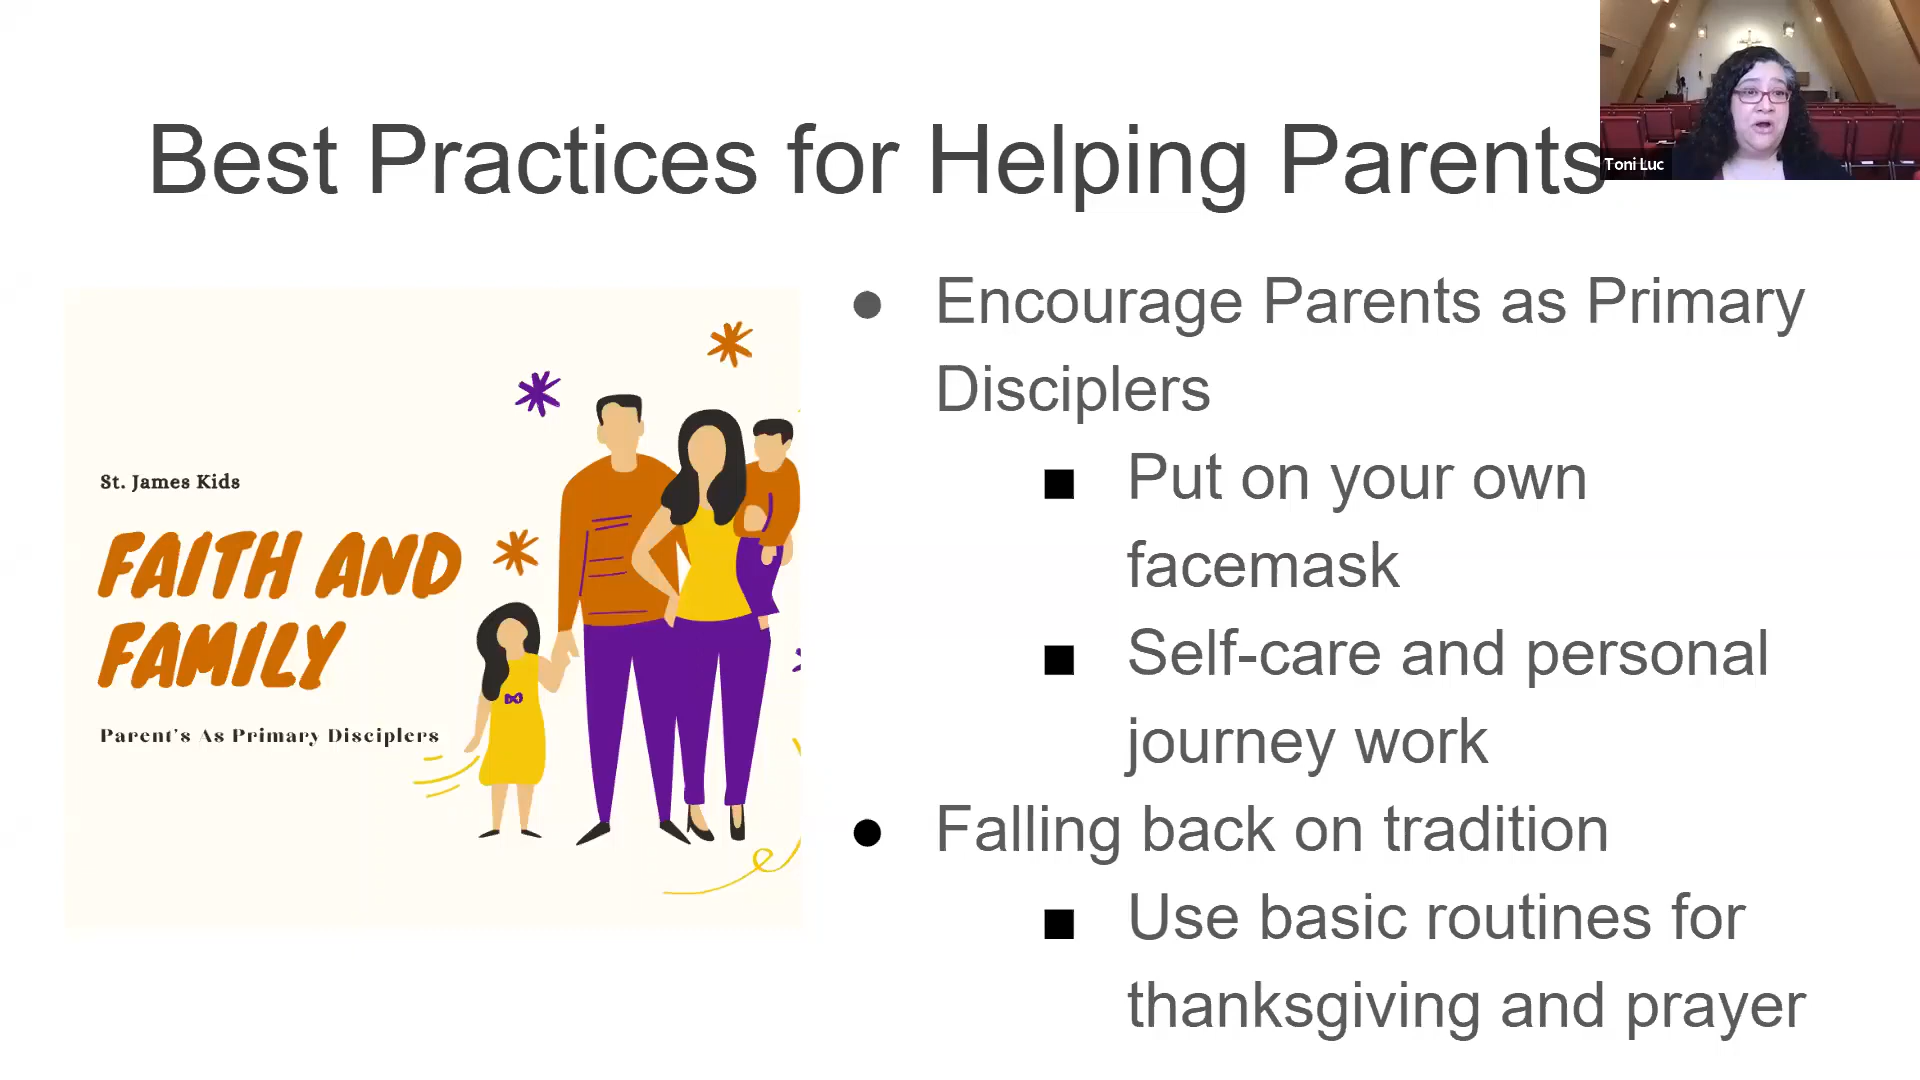 Best Practices for Helping Parents
Toni Luc
St. James Kids
FAITH AND
FAMILY
Parent's As Primary Disciplers
● Encourage Parents as Primary
Disciplers
■ Put on your own
facemask
■ Self-care and personal
journey work
● Falling back on tradition
■ Use basic routines for
thanksgiving and prayer